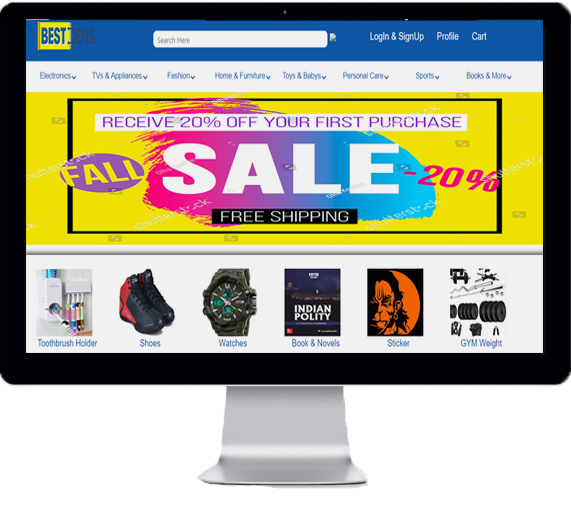 BEST DEALS
Search Here
LogIn & SignUp Profile Cart
Electronics TVs & Appliances Fashion Home & Furniture Toys & Babys Personal Care Sports Books & More
RECEIVE 20% OFF YOUR FIRST PURCHASE
FALL SALE -20%
FREE SHIPPING
shutterstock
INDIAN
POLITY
Toothbrush Holder Shoes Watches Book & Novels Sticker GYM Weight